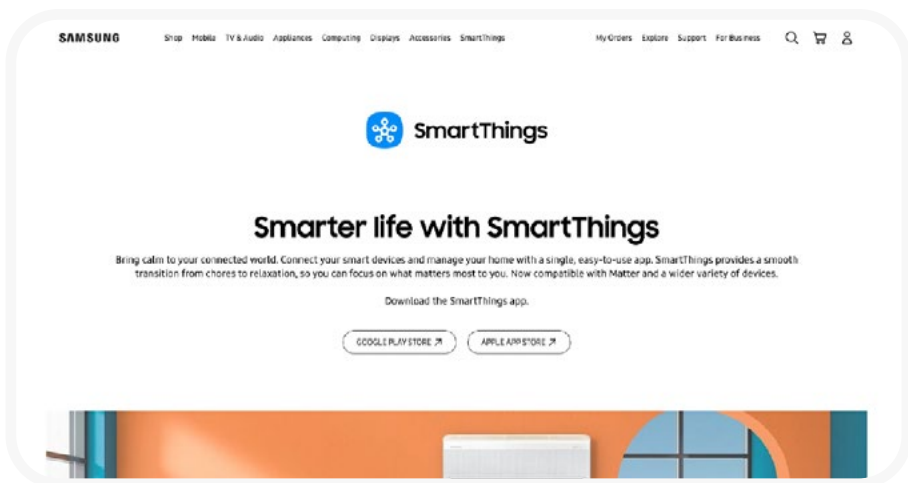 SAMSUNG Shop Mobile TV & Audio Appliances Computing Displays Accessories SmartThings My Orders Explore Support For Business
SmartThings
Smarter life with SmartThings
Bring calm to your connected world. Connect your smart devices and manage your home with a single, easy-to-use app. SmartThings provides a smooth
transition from chores to relaxation, so you can focus on what matters most to you. Now compatible with Matter and a wider variety of devices.
Download the SmartThings app.
GOOGLE PLAY STORE APPLE APP STORE